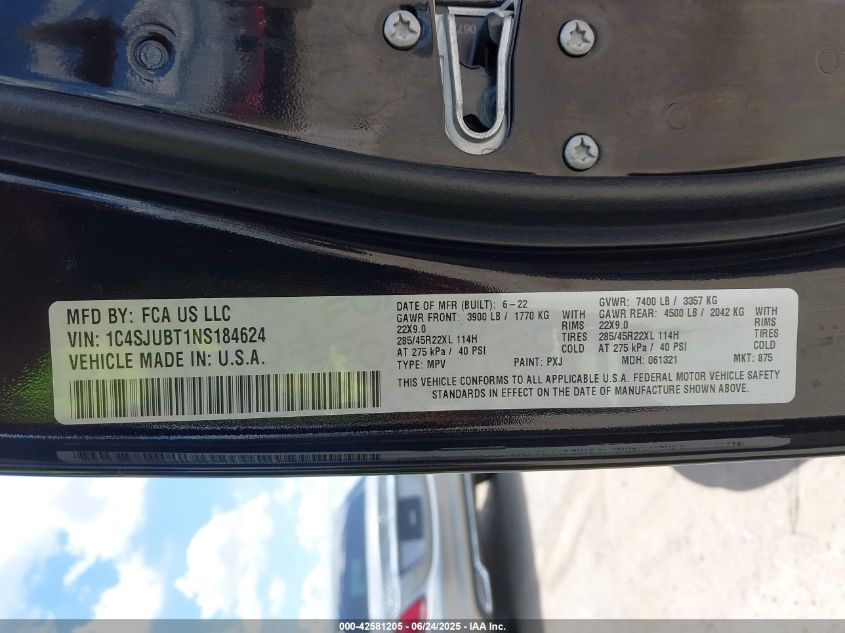 MFD BY: FCA US LLC
VIN: 1C4SJUBT1NS184624
VEHICLE MADE IN: U.S.A.
DATE OF MFR (BUILT): 6-22 GVWR: 7400 LB / 3357 KG
GAWR FRONT: 3900 LB / 1770 KG WITH GAWR REAR: 4500 LB / 2042 KG WITH
22X9.0 RIMS 22X9.0 RIMS
285/45R22XL 114H TIRES 285/45R22XL 114H TIRES
AT 275 kPa / 40 PSI COLD AT 275 kPa / 40 PSI COLD
TYPE: MPV PAINT: PXJ MDH: 061321 MKT: 875
THIS VEHICLE CONFORMS TO ALL APPLICABLE U.S.A. FEDERAL MOTOR VEHICLE SAFETY
STANDARDS IN EFFECT ON THE DATE OF MANUFACTURE SHOWN ABOVE.
000-42581205 - 06/24/2025 - IAA Inc.